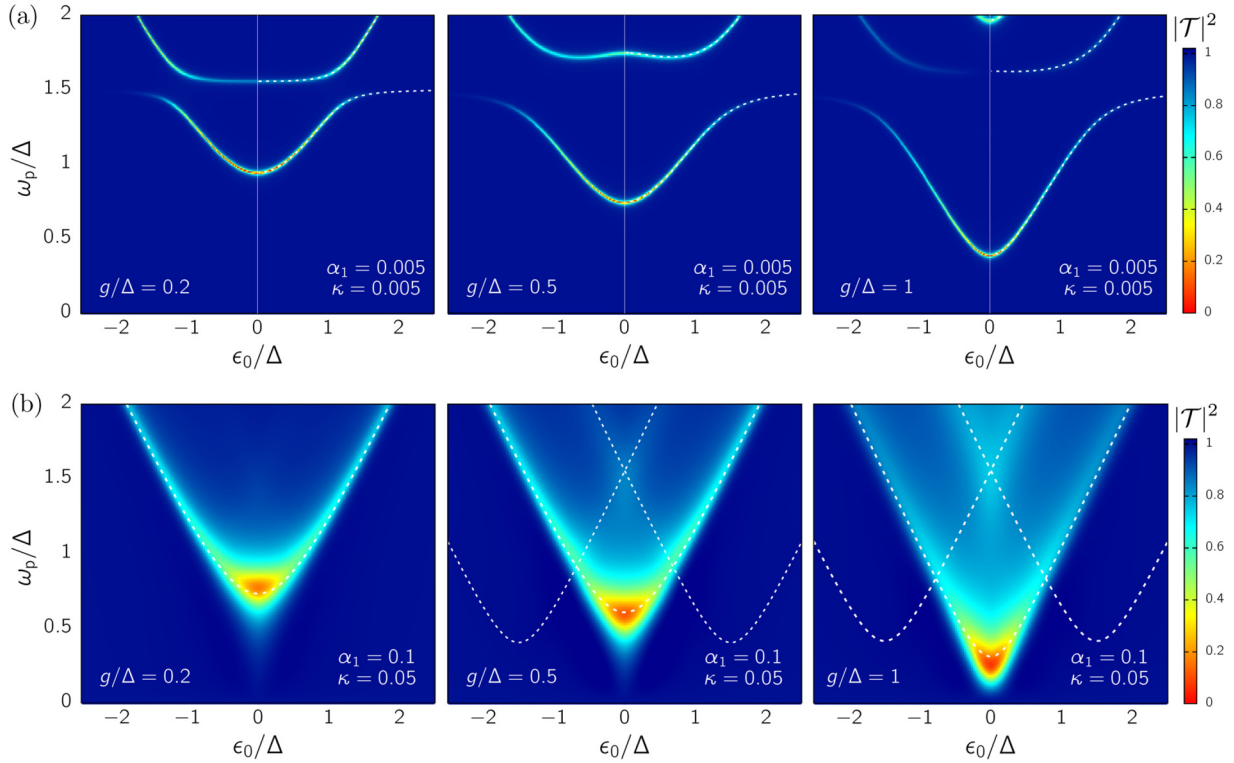 (a)
2
1.5
1
0.5
0
ω_p/Δ
g/Δ = 0.2
α₁ = 0.005
κ = 0.005
−2 −1 0 1 2
ϵ₀/Δ
g/Δ = 0.5
α₁ = 0.005
κ = 0.005
−2 −1 0 1 2
ϵ₀/Δ
g/Δ = 1
α₁ = 0.005
κ = 0.005
−2 −1 0 1 2
ϵ₀/Δ
|𝒯|²
1
0.8
0.6
0.4
0.2
0
(b)
2
1.5
1
0.5
0
ω_p/Δ
g/Δ = 0.2
α₁ = 0.1
κ = 0.05
−2 −1 0 1 2
ϵ₀/Δ
g/Δ = 0.5
α₁ = 0.1
κ = 0.05
−2 −1 0 1 2
ϵ₀/Δ
g/Δ = 1
α₁ = 0.1
κ = 0.05
−2 −1 0 1 2
ϵ₀/Δ
|𝒯|²
1
0.8
0.6
0.4
0.2
0